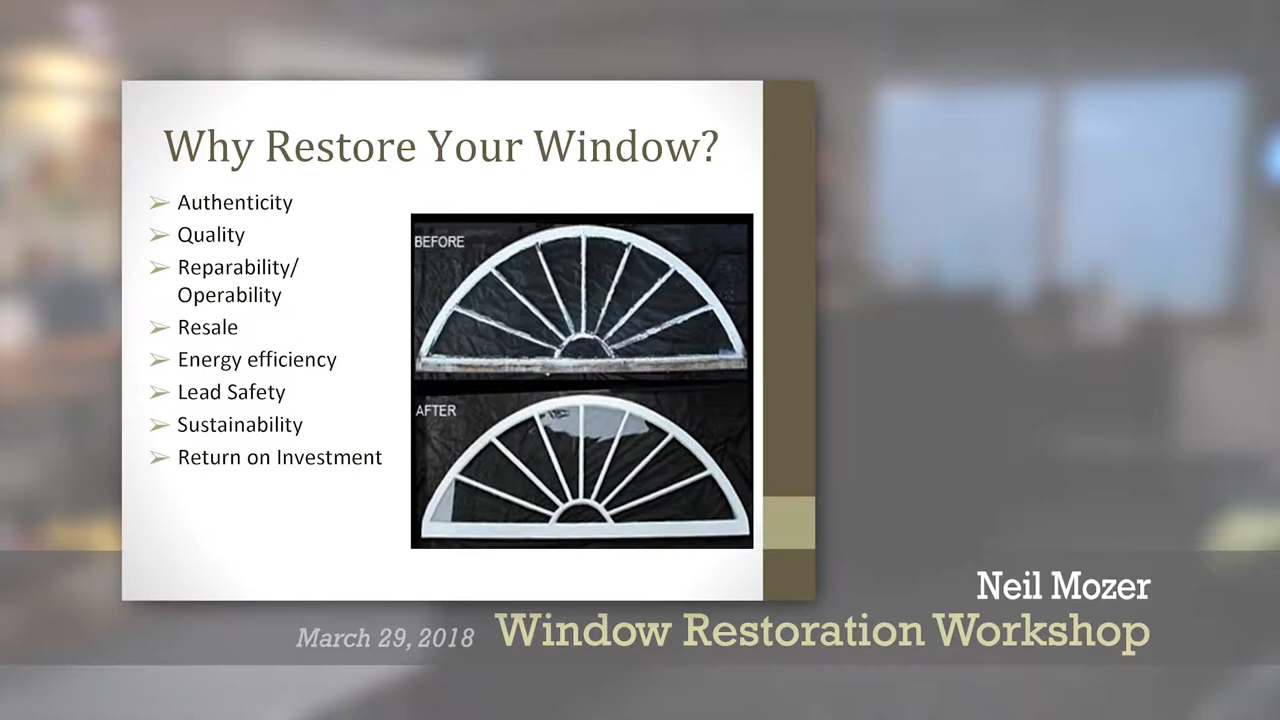 Why Restore Your Window?
➢ Authenticity
➢ Quality
➢ Reparability/
Operability
➢ Resale
➢ Energy efficiency
➢ Lead Safety
➢ Sustainability
➢ Return on Investment
BEFORE
AFTER
Neil Mozer
March 29, 2018 Window Restoration Workshop